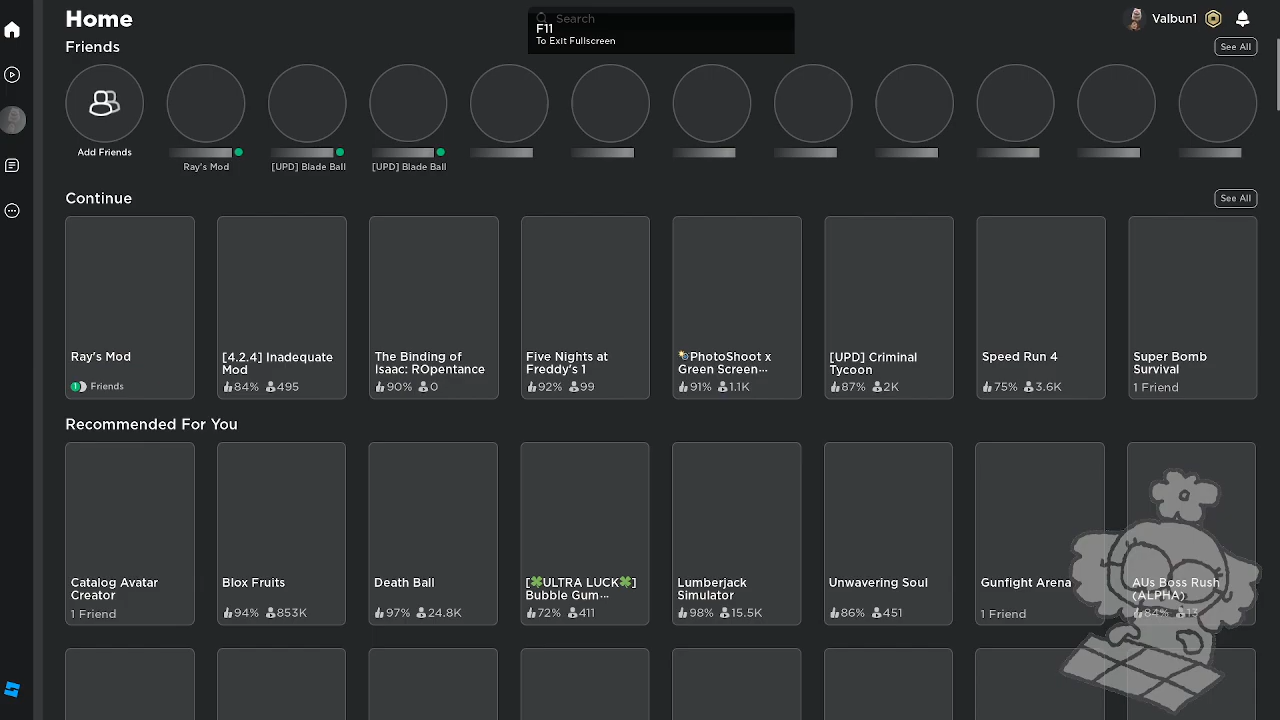 Home
Search
Valbun1
F11
To Exit Fullscreen
Friends
See All
Add Friends
Ray's Mod
[UPD] Blade Ball
[UPD] Blade Ball
Continue
See All
Ray's Mod
Friends
[4.2.4] Inadequate
Mod
84% 495
The Binding of
Isaac: ROpentance
90% 0
Five Nights at
Freddy's 1
92% 99
PhotoShoot x
Green Screen...
91% 1.1K
[UPD] Criminal
Tycoon
87% 2K
Speed Run 4
75% 3.6K
Super Bomb
Survival
1 Friend
Recommended For You
Catalog Avatar
Creator
1 Friend
Blox Fruits
94% 853K
Death Ball
97% 24.8K
[🍀ULTRA LUCK🍀]
Bubble Gum...
72% 411
Lumberjack
Simulator
98% 15.5K
Unwavering Soul
86% 451
Gunfight Arena
1 Friend
AUs Boss Rush
(ALPHA)
84% 13